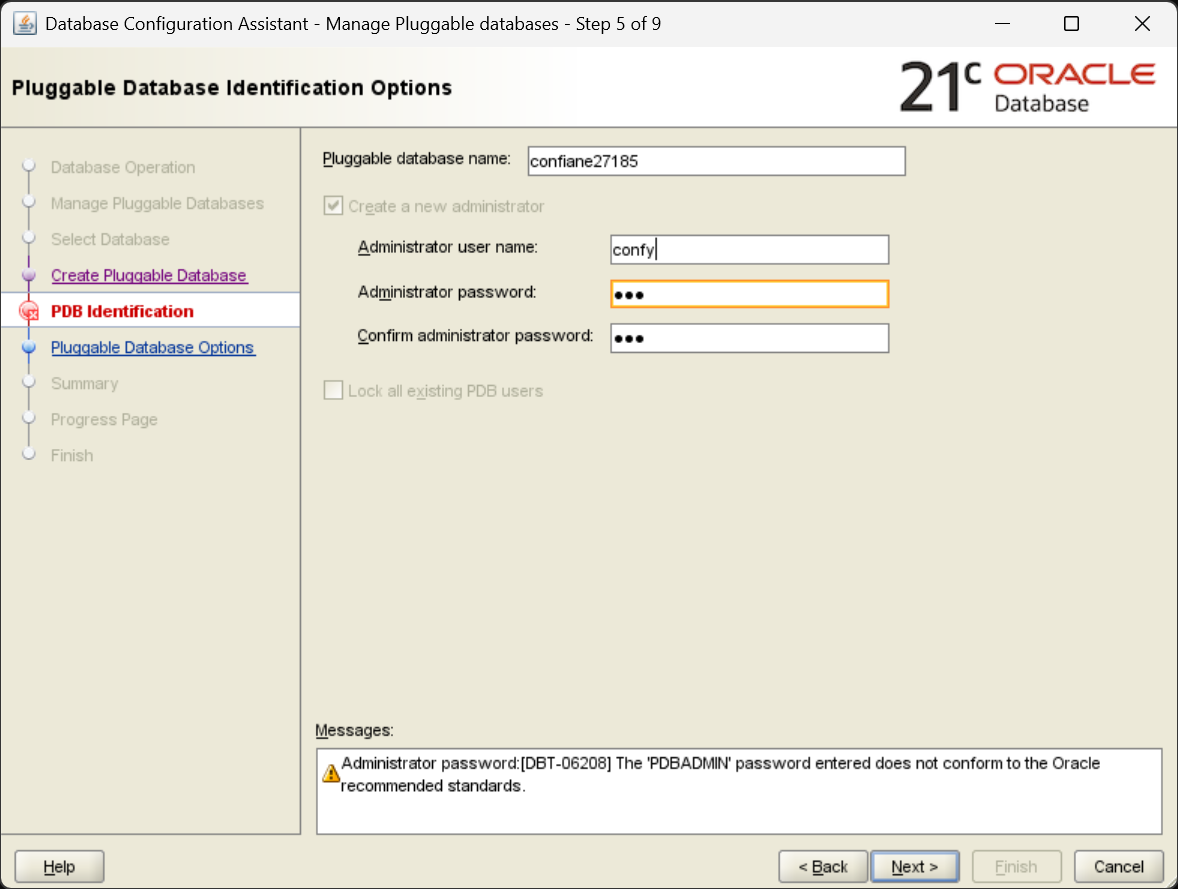 Database Configuration Assistant - Manage Pluggable databases - Step 5 of 9
Pluggable Database Identification Options
21c ORACLE
Database
Database Operation
Manage Pluggable Databases
Select Database
Create Pluggable Database
PDB Identification
Pluggable Database Options
Summary
Progress Page
Finish
Pluggable database name: confiane27185
Create a new administrator
Administrator user name: confy
Administrator password: •••
Confirm administrator password: •••
Lock all existing PDB users
Messages:
Administrator password:[DBT-06208] The 'PDBADMIN' password entered does not conform to the Oracle
recommended standards.
Help < Back Next > Finish Cancel